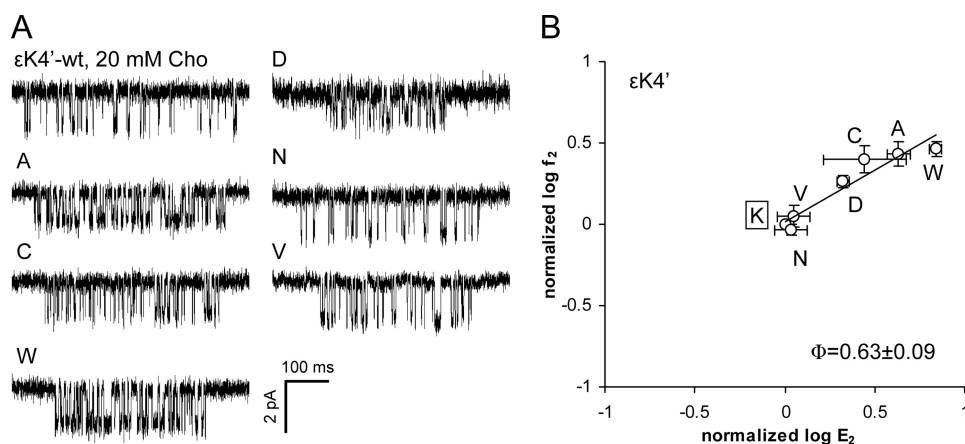 A
εK4'-wt, 20 mM Cho
D
A
N
C
V
W
100 ms
2 pA
B
εK4'
1
0.5
0
-0.5
-1
normalized log f2
C
A
W
V
D
K
N
Φ=0.63±0.09
-1
-0.5
0
0.5
1
normalized log E2